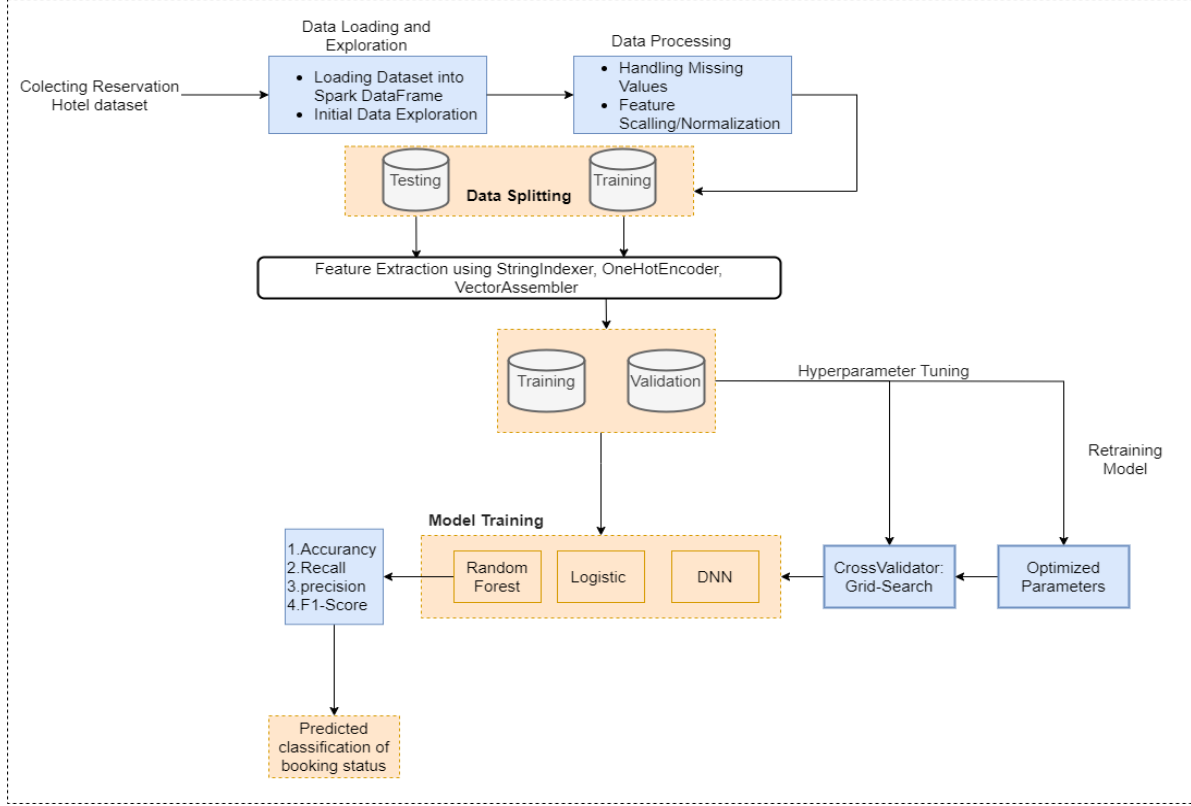 Data Loading and
Exploration
Data Processing
Colecting Reservation
Hotel dataset
• Loading Dataset into
Spark DataFrame
• Initial Data Exploration
• Handling Missing
Values
• Feature
Scalling/Normalization
Testing
Training
Data Splitting
Feature Extraction using StringIndexer, OneHotEncoder,
VectorAssembler
Training
Validation
Hyperparameter Tuning
Retraining
Model
Model Training
1.Accurancy
2.Recall
3.precision
4.F1-Score
Random
Forest
Logistic
DNN
CrossValidator:
Grid-Search
Optimized
Parameters
Predicted
classification of
booking status